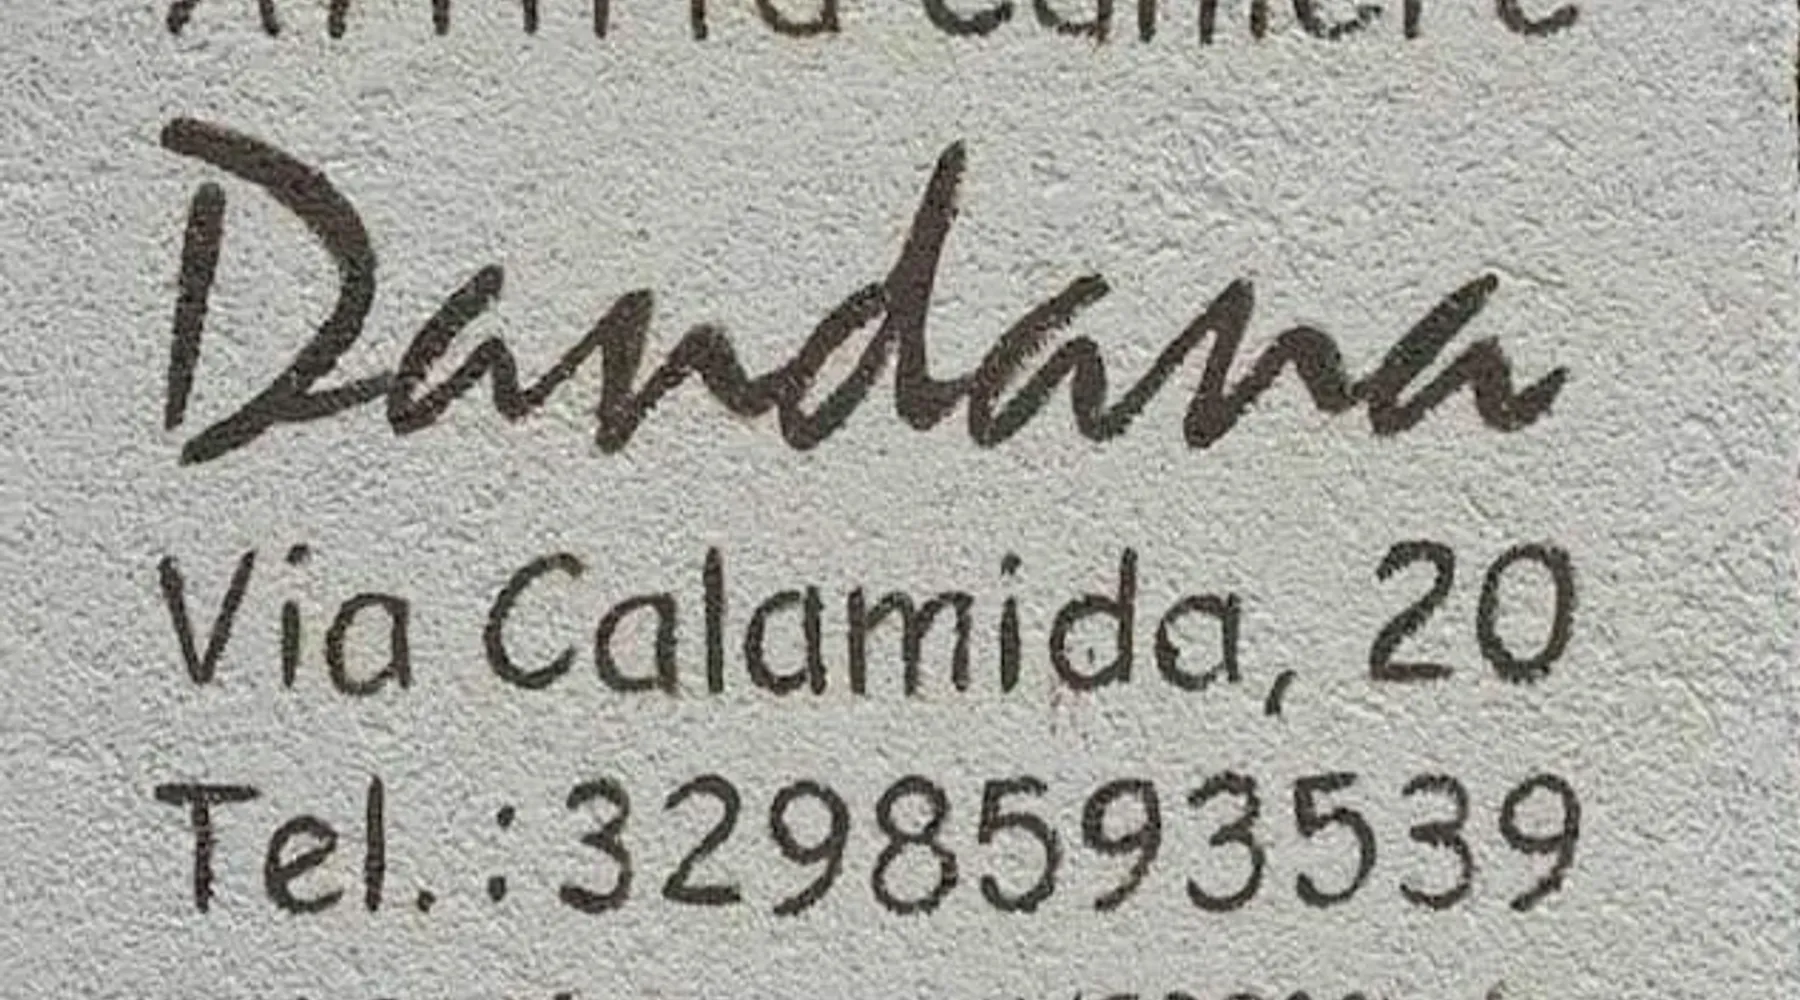 Dandana
Via Calamida, 20
Tel.: 3298593539